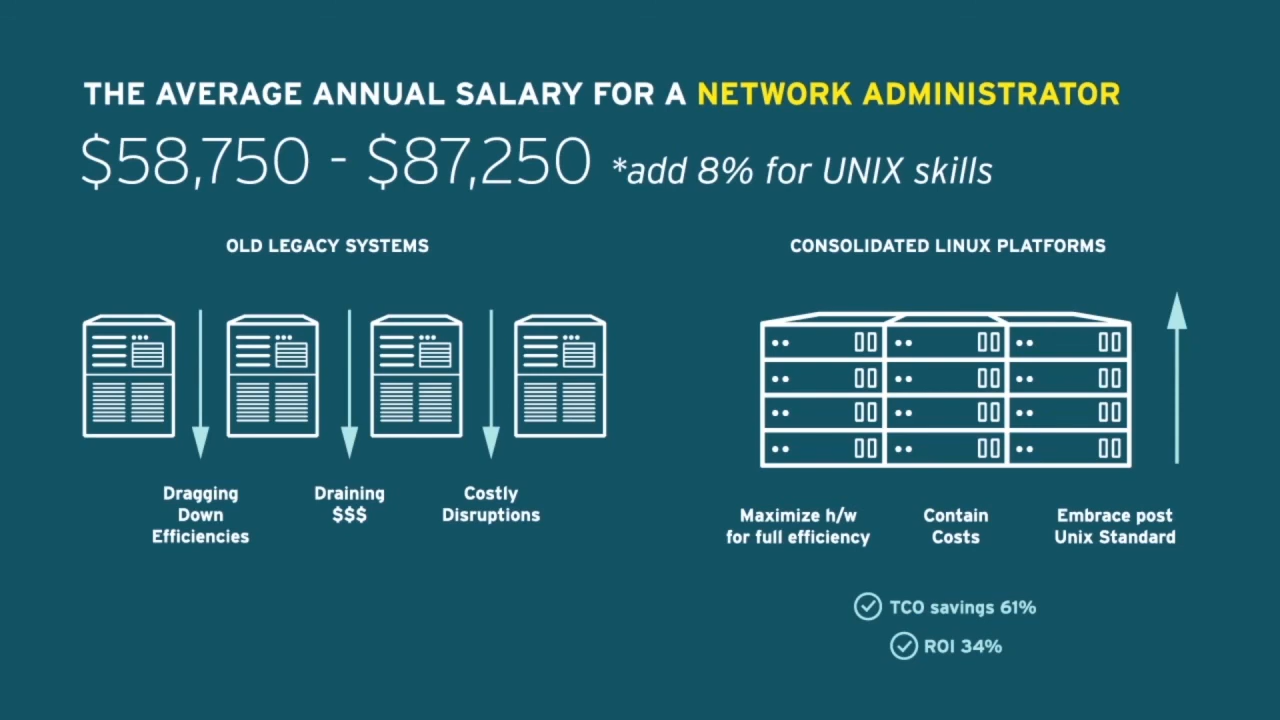 THE AVERAGE ANNUAL SALARY FOR A NETWORK ADMINISTRATOR
$58,750 - $87,250 *add 8% for UNIX skills
OLD LEGACY SYSTEMS
Dragging
Down
Efficiencies
Draining
$$$
Costly
Disruptions
CONSOLIDATED LINUX PLATFORMS
Maximize h/w
for full efficiency
Contain
Costs
Embrace post
Unix Standard
TCO savings 61%
ROI 34%